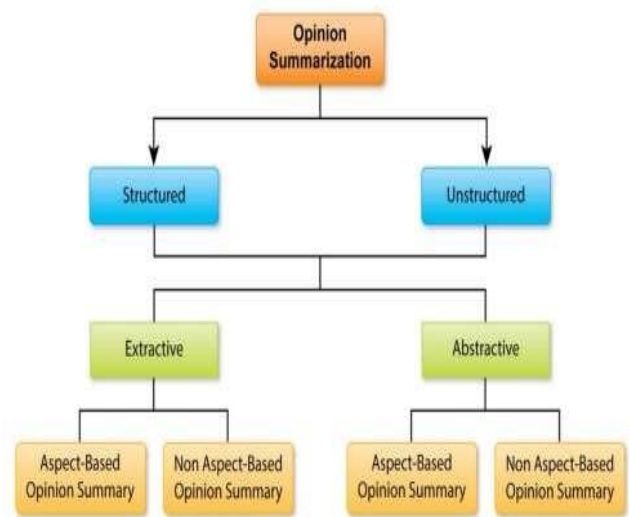 Opinion
Summarization
Structured
Unstructured
Extractive
Abstractive
Aspect-Based
Opinion Summary
Non Aspect-Based
Opinion Summary
Aspect-Based
Opinion Summary
Non Aspect-Based
Opinion Summary